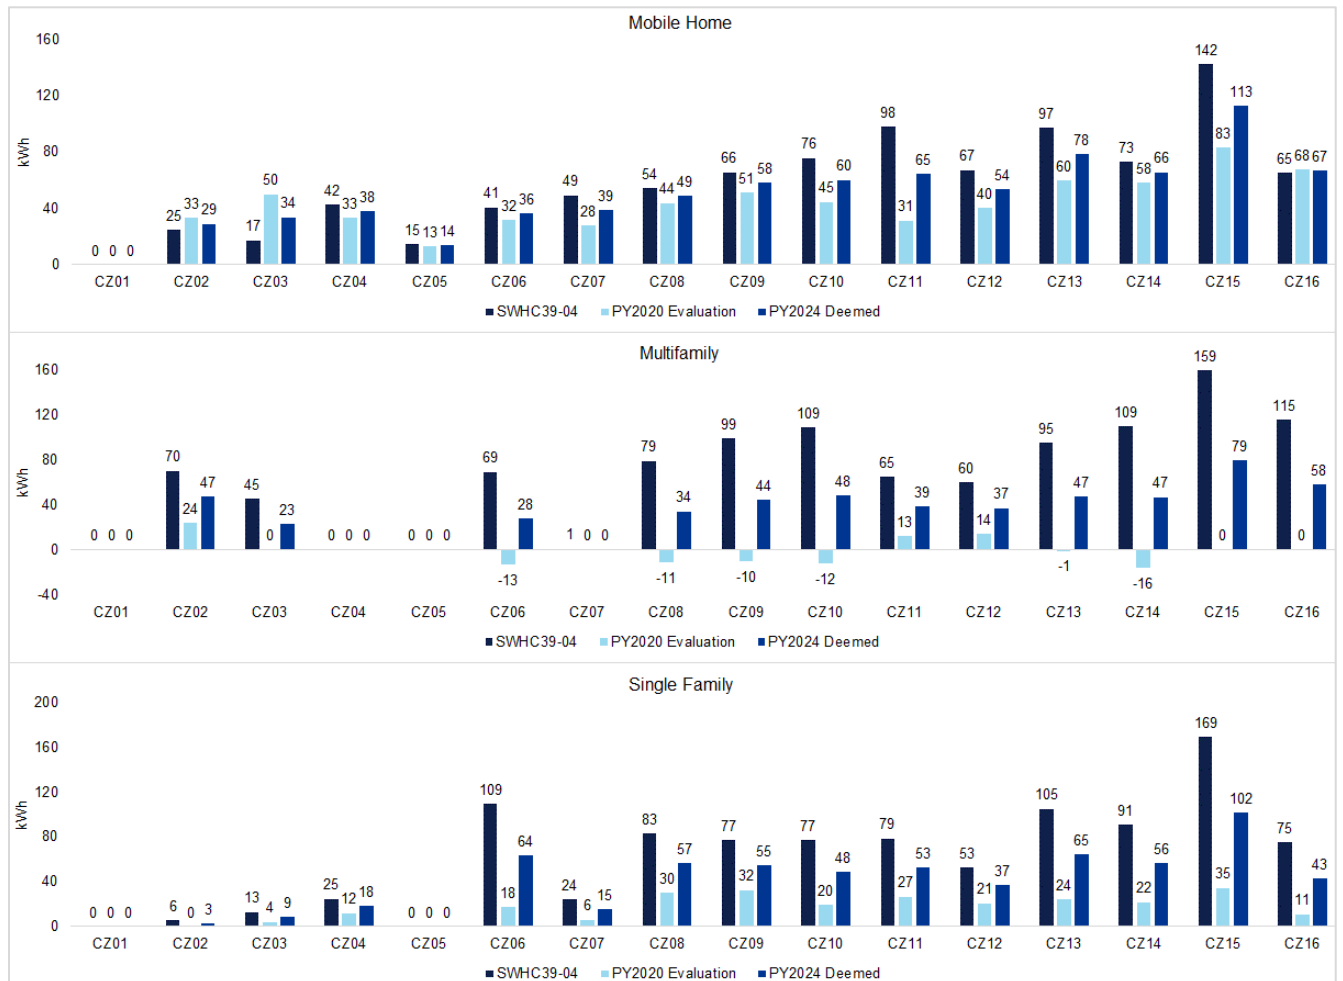 Mobile Home
160
120
80
40
0
kWh
0 0 0
25 33 29
17 50 34
42 33 38
15 13 14
41 32 36
49 28 39
54 44 49
66 51 58
76 45 60
98 31 65
67 40 54
97 60 78
73 58 66
142 83 113
65 68 67
CZ01 CZ02 CZ03 CZ04 CZ05 CZ06 CZ07 CZ08 CZ09 CZ10 CZ11 CZ12 CZ13 CZ14 CZ15 CZ16
SWHC39-04 PY2020 Evaluation PY2024 Deemed
Multifamily
160
120
80
40
0
-40
kWh
0 0 0
70 24 47
45 0 23
0 0 0
0 0 0
69 -13 28
1 0 0
79 -11 34
99 -10 44
109 -12 48
65 13 39
60 14 37
95 -1 47
109 -16 47
159 0 79
115 0 58
CZ01 CZ02 CZ03 CZ04 CZ05 CZ06 CZ07 CZ08 CZ09 CZ10 CZ11 CZ12 CZ13 CZ14 CZ15 CZ16
SWHC39-04 PY2020 Evaluation PY2024 Deemed
Single Family
200
160
120
80
40
0
kWh
0 0 0
6 0 3
13 4 9
25 12 18
0 0 0
109 18 64
24 6 15
83 30 57
77 32 55
77 20 48
79 27 53
53 21 37
105 24 65
91 22 56
169 35 102
75 11 43
CZ01 CZ02 CZ03 CZ04 CZ05 CZ06 CZ07 CZ08 CZ09 CZ10 CZ11 CZ12 CZ13 CZ14 CZ15 CZ16
SWHC39-04 PY2020 Evaluation PY2024 Deemed